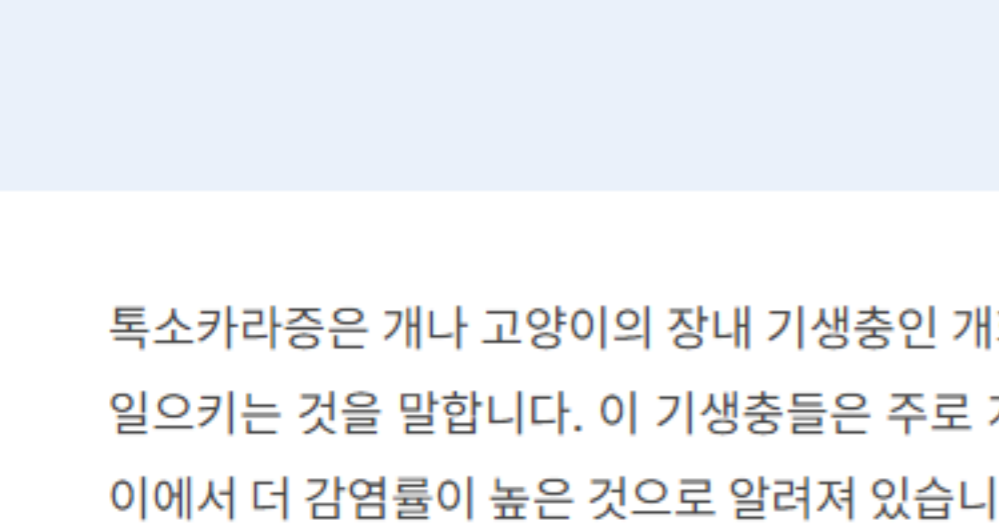 톡소카라증은 개나 고양이의 장내 기생충인
일으키는 것을 말합니다. 이 기생충들은 주로
이에서 더 감염률이 높은 것으로 알려져